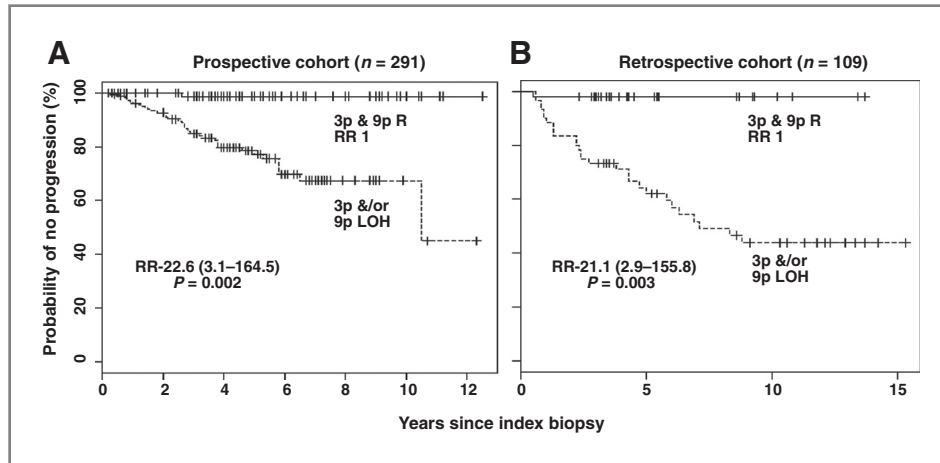 A
Prospective cohort (n = 291)
Probability of no progression (%)
100
80
60
40
20
0
3p & 9p R
RR 1
3p &/or
9p LOH
RR-22.6 (3.1–164.5)
P = 0.002
0 2 4 6 8 10 12
B
Retrospective cohort (n = 109)
3p & 9p R
RR 1
3p &/or
9p LOH
RR-21.1 (2.9–155.8)
P = 0.003
0 5 10 15
Years since index biopsy